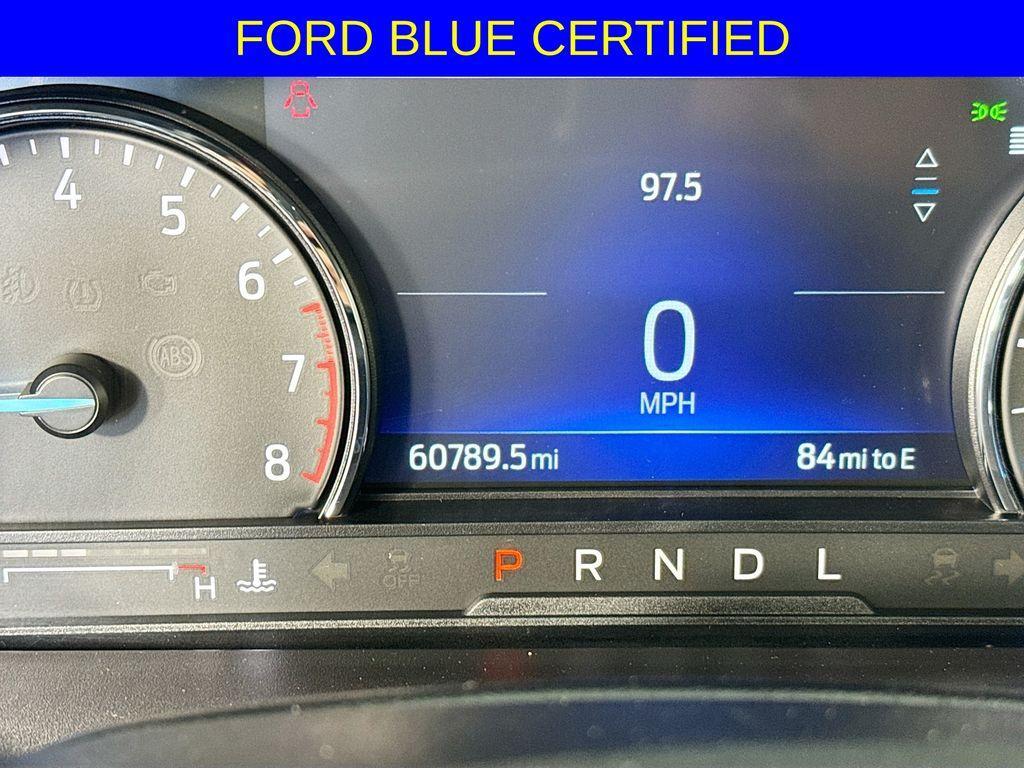 FORD BLUE CERTIFIED
4
5
6
7
8
ABS
97.5
0
MPH
60789.5 mi
84 mi to E
H
OFF
P R N D L